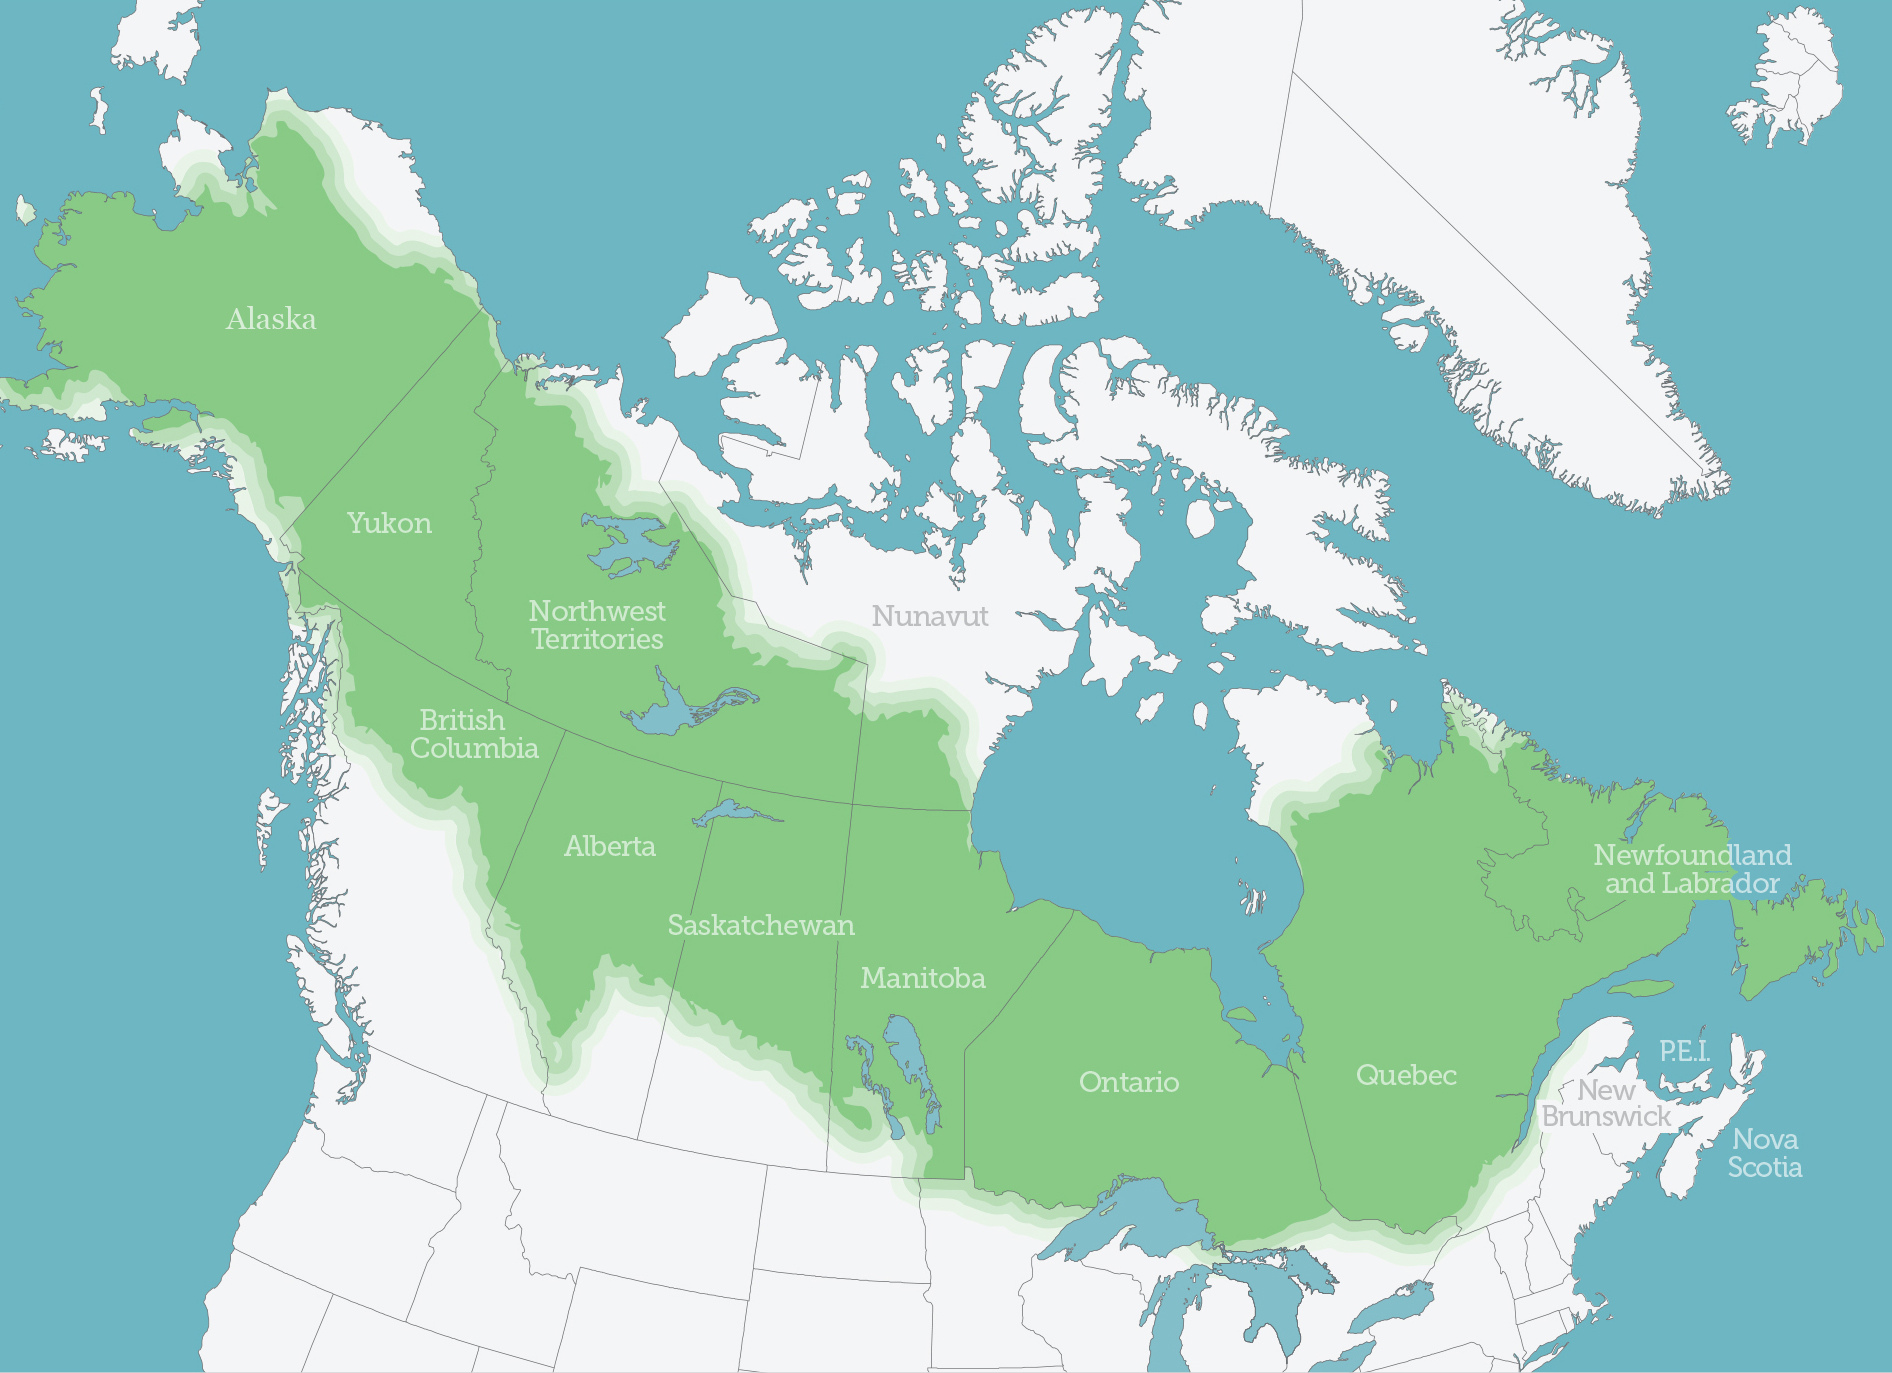 Alaska
Yukon
Northwest
Territories
Nunavut
British
Columbia
Alberta
Newfoundland
and Labrador
Saskatchewan
Manitoba
P.E.I.
Quebec
Ontario
New
Brunswick
Nova
Scotia